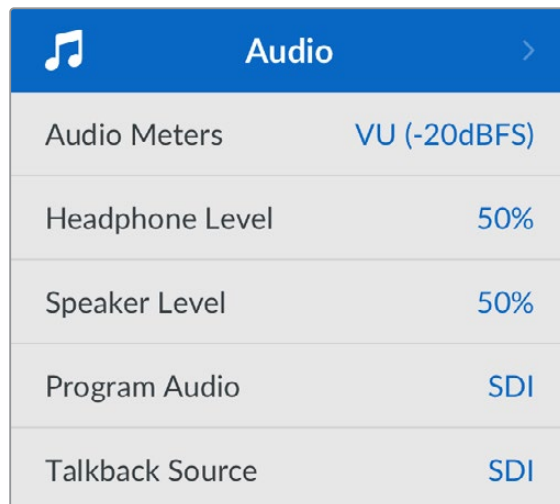 Audio
Audio Meters VU (-20dBFS)
Headphone Level 50%
Speaker Level 50%
Program Audio SDI
Talkback Source SDI